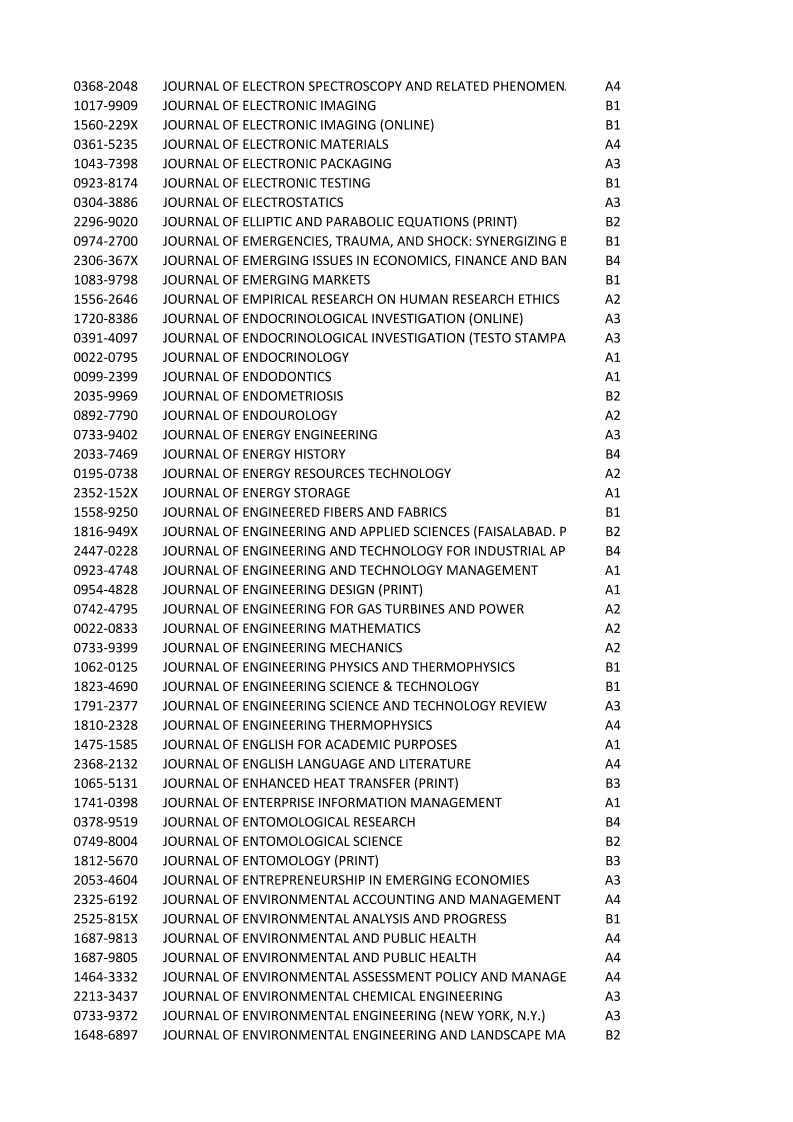 0368-2048 JOURNAL OF ELECTRON SPECTROSCOPY AND RELATED PHENOMEN. A4
1017-9909 JOURNAL OF ELECTRONIC IMAGING B1
1560-229X JOURNAL OF ELECTRONIC IMAGING (ONLINE) B1
0361-5235 JOURNAL OF ELECTRONIC MATERIALS A4
1043-7398 JOURNAL OF ELECTRONIC PACKAGING A3
0923-8174 JOURNAL OF ELECTRONIC TESTING B1
0304-3886 JOURNAL OF ELECTROSTATICS A3
2296-9020 JOURNAL OF ELLIPTIC AND PARABOLIC EQUATIONS (PRINT) B2
0974-2700 JOURNAL OF EMERGENCIES, TRAUMA, AND SHOCK: SYNERGIZING B B1
2306-367X JOURNAL OF EMERGING ISSUES IN ECONOMICS, FINANCE AND BAN B4
1083-9798 JOURNAL OF EMERGING MARKETS B1
1556-2646 JOURNAL OF EMPIRICAL RESEARCH ON HUMAN RESEARCH ETHICS A2
1720-8386 JOURNAL OF ENDOCRINOLOGICAL INVESTIGATION (ONLINE) A3
0391-4097 JOURNAL OF ENDOCRINOLOGICAL INVESTIGATION (TESTO STAMPA A3
0022-0795 JOURNAL OF ENDOCRINOLOGY A1
0099-2399 JOURNAL OF ENDODONTICS A1
2035-9969 JOURNAL OF ENDOMETRIOSIS B2
0892-7790 JOURNAL OF ENDOUROLOGY A2
0733-9402 JOURNAL OF ENERGY ENGINEERING A3
2033-7469 JOURNAL OF ENERGY HISTORY B4
0195-0738 JOURNAL OF ENERGY RESOURCES TECHNOLOGY A2
2352-152X JOURNAL OF ENERGY STORAGE A1
1558-9250 JOURNAL OF ENGINEERED FIBERS AND FABRICS B1
1816-949X JOURNAL OF ENGINEERING AND APPLIED SCIENCES (FAISALABAD. P B2
2447-0228 JOURNAL OF ENGINEERING AND TECHNOLOGY FOR INDUSTRIAL AP B4
0923-4748 JOURNAL OF ENGINEERING AND TECHNOLOGY MANAGEMENT A1
0954-4828 JOURNAL OF ENGINEERING DESIGN (PRINT) A1
0742-4795 JOURNAL OF ENGINEERING FOR GAS TURBINES AND POWER A2
0022-0833 JOURNAL OF ENGINEERING MATHEMATICS A2
0733-9399 JOURNAL OF ENGINEERING MECHANICS A2
1062-0125 JOURNAL OF ENGINEERING PHYSICS AND THERMOPHYSICS B1
1823-4690 JOURNAL OF ENGINEERING SCIENCE & TECHNOLOGY B1
1791-2377 JOURNAL OF ENGINEERING SCIENCE AND TECHNOLOGY REVIEW A3
1810-2328 JOURNAL OF ENGINEERING THERMOPHYSICS A4
1475-1585 JOURNAL OF ENGLISH FOR ACADEMIC PURPOSES A1
2368-2132 JOURNAL OF ENGLISH LANGUAGE AND LITERATURE A4
1065-5131 JOURNAL OF ENHANCED HEAT TRANSFER (PRINT) B3
1741-0398 JOURNAL OF ENTERPRISE INFORMATION MANAGEMENT A1
0378-9519 JOURNAL OF ENTOMOLOGICAL RESEARCH B4
0749-8004 JOURNAL OF ENTOMOLOGICAL SCIENCE B2
1812-5670 JOURNAL OF ENTOMOLOGY (PRINT) B3
2053-4604 JOURNAL OF ENTREPRENEURSHIP IN EMERGING ECONOMIES A3
2325-6192 JOURNAL OF ENVIRONMENTAL ACCOUNTING AND MANAGEMENT A4
2525-815X JOURNAL OF ENVIRONMENTAL ANALYSIS AND PROGRESS B1
1687-9813 JOURNAL OF ENVIRONMENTAL AND PUBLIC HEALTH A4
1687-9805 JOURNAL OF ENVIRONMENTAL AND PUBLIC HEALTH A4
1464-3332 JOURNAL OF ENVIRONMENTAL ASSESSMENT POLICY AND MANAGE A4
2213-3437 JOURNAL OF ENVIRONMENTAL CHEMICAL ENGINEERING A3
0733-9372 JOURNAL OF ENVIRONMENTAL ENGINEERING (NEW YORK, N.Y.) A3
1648-6897 JOURNAL OF ENVIRONMENTAL ENGINEERING AND LANDSCAPE MA B2